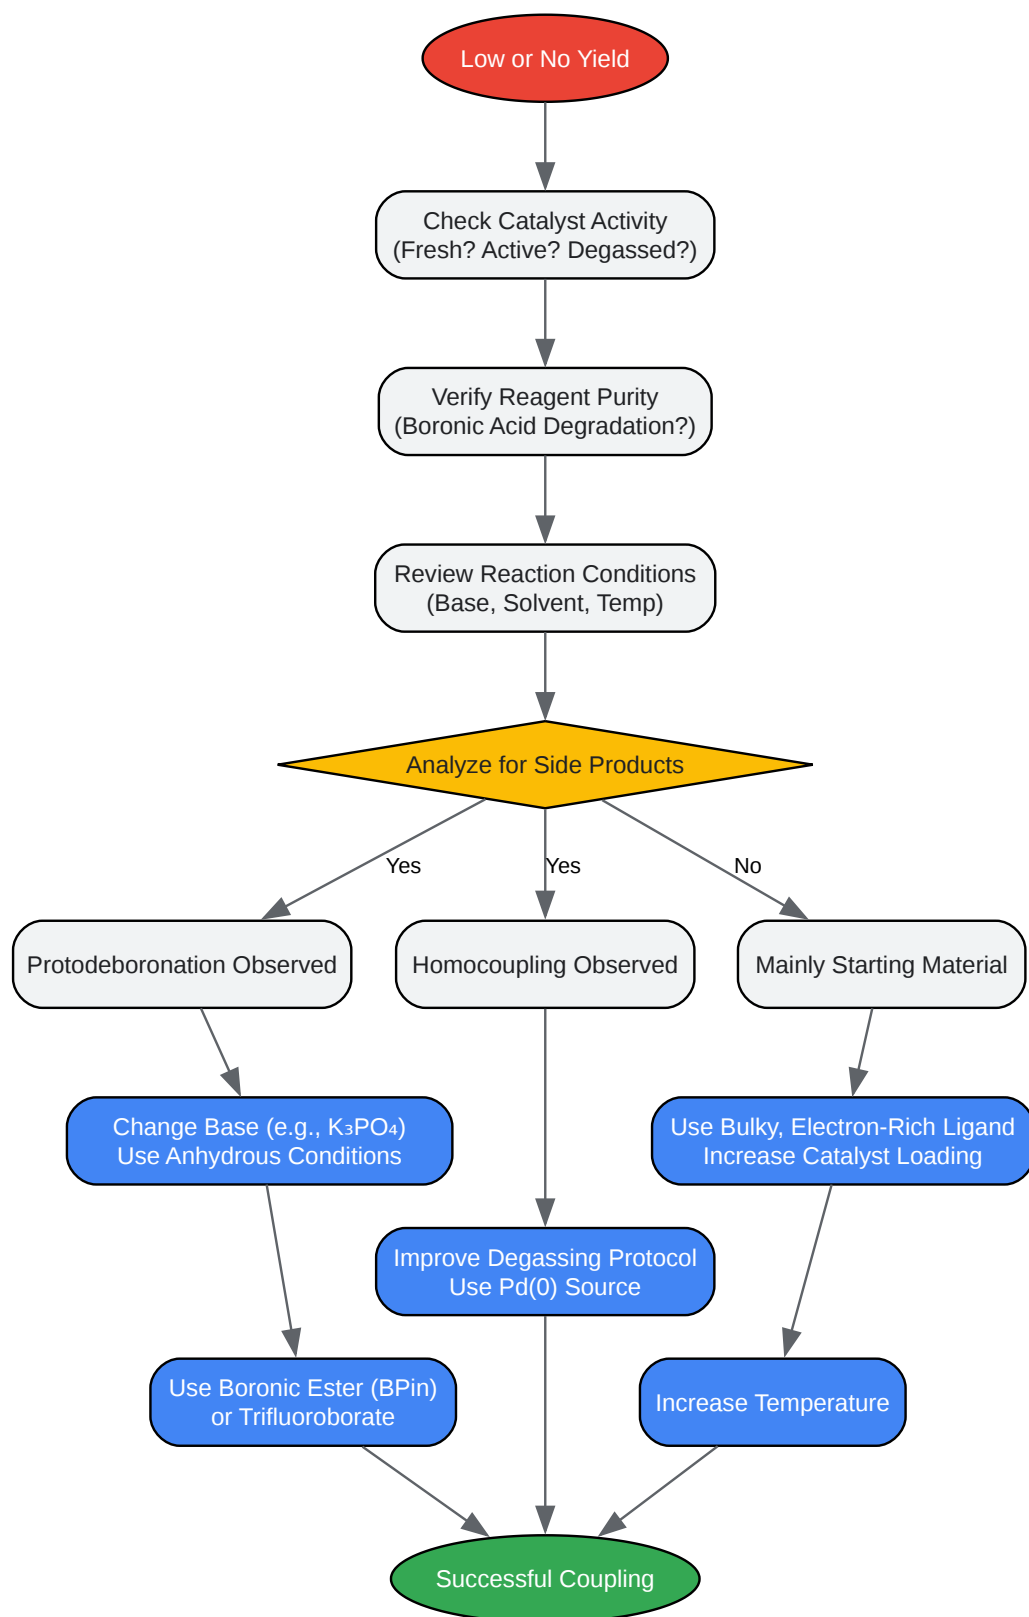 Low or No Yield
Check Catalyst Activity
(Fresh? Active? Degassed?)
Verify Reagent Purity
(Boronic Acid Degradation?)
Review Reaction Conditions
(Base, Solvent, Temp)
Analyze for Side Products
Yes
Yes
No
Protodeboronation Observed
Homocoupling Observed
Mainly Starting Material
Change Base (e.g., K₃PO₄)
Use Anhydrous Conditions
Use Bulky, Electron-Rich Ligand
Increase Catalyst Loading
Improve Degassing Protocol
Use Pd(0) Source
Use Boronic Ester (BPin)
or Trifluoroborate
Increase Temperature
Successful Coupling